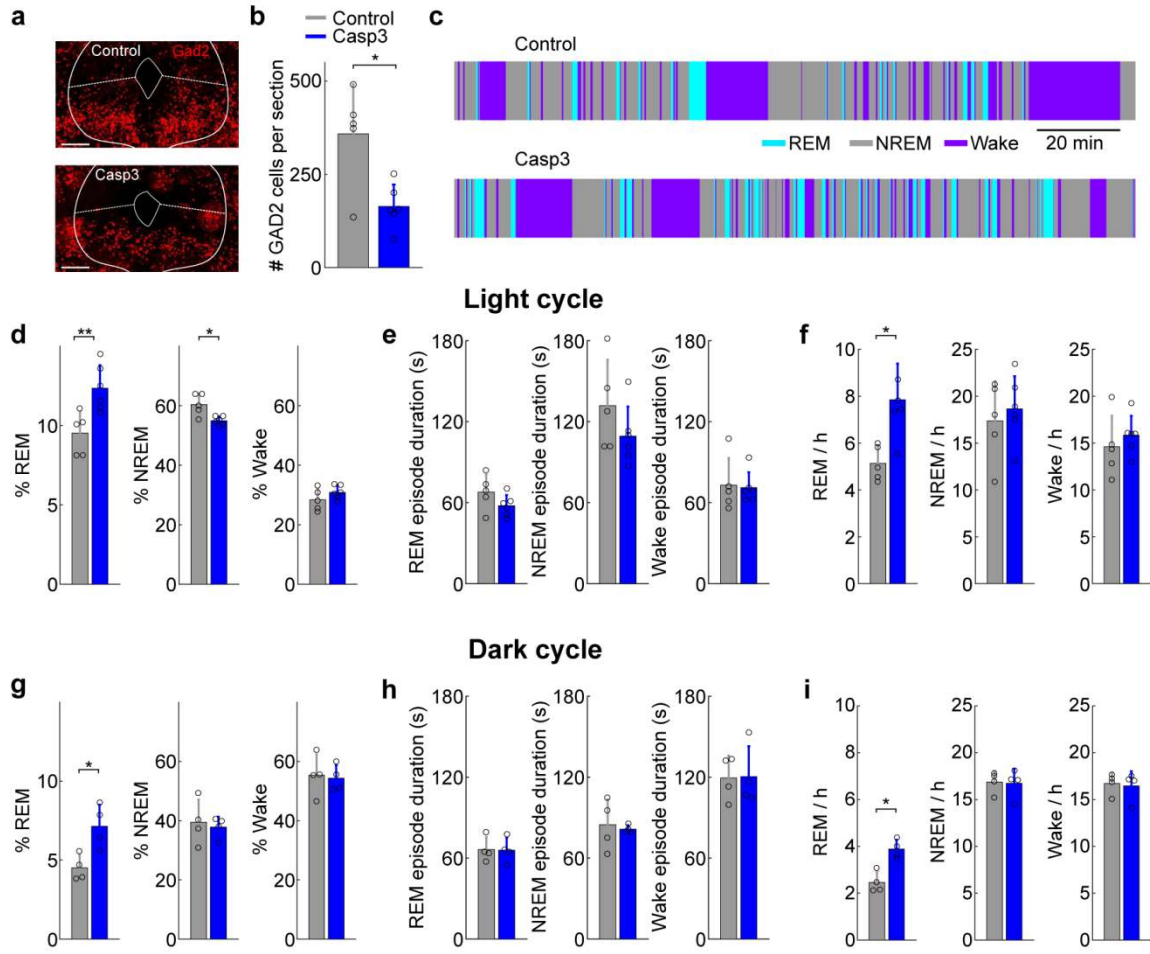 a
b
c
Control
Gad2
Casp3
Control
Casp3
*
# GAD2 cells per section
500
250
0
Control
REM
NREM
Wake
20 min
Casp3
Light cycle
d
**
% REM
10
5
0
*
% NREM
60
40
20
0
% Wake
60
40
20
0
e
REM episode duration (s)
180
120
60
0
NREM episode duration (s)
180
120
60
0
Wake episode duration (s)
180
120
60
0
f
*
REM / h
10
8
6
4
2
0
NREM / h
25
20
15
10
5
0
Wake / h
25
20
15
10
5
0
Dark cycle
g
*
% REM
10
5
0
% NREM
60
40
20
0
% Wake
60
40
20
0
h
REM episode duration (s)
180
120
60
0
NREM episode duration (s)
180
120
60
0
Wake episode duration (s)
180
120
60
0
i
*
REM / h
10
8
6
4
2
0
NREM / h
25
20
15
10
5
0
Wake / h
25
20
15
10
5
0